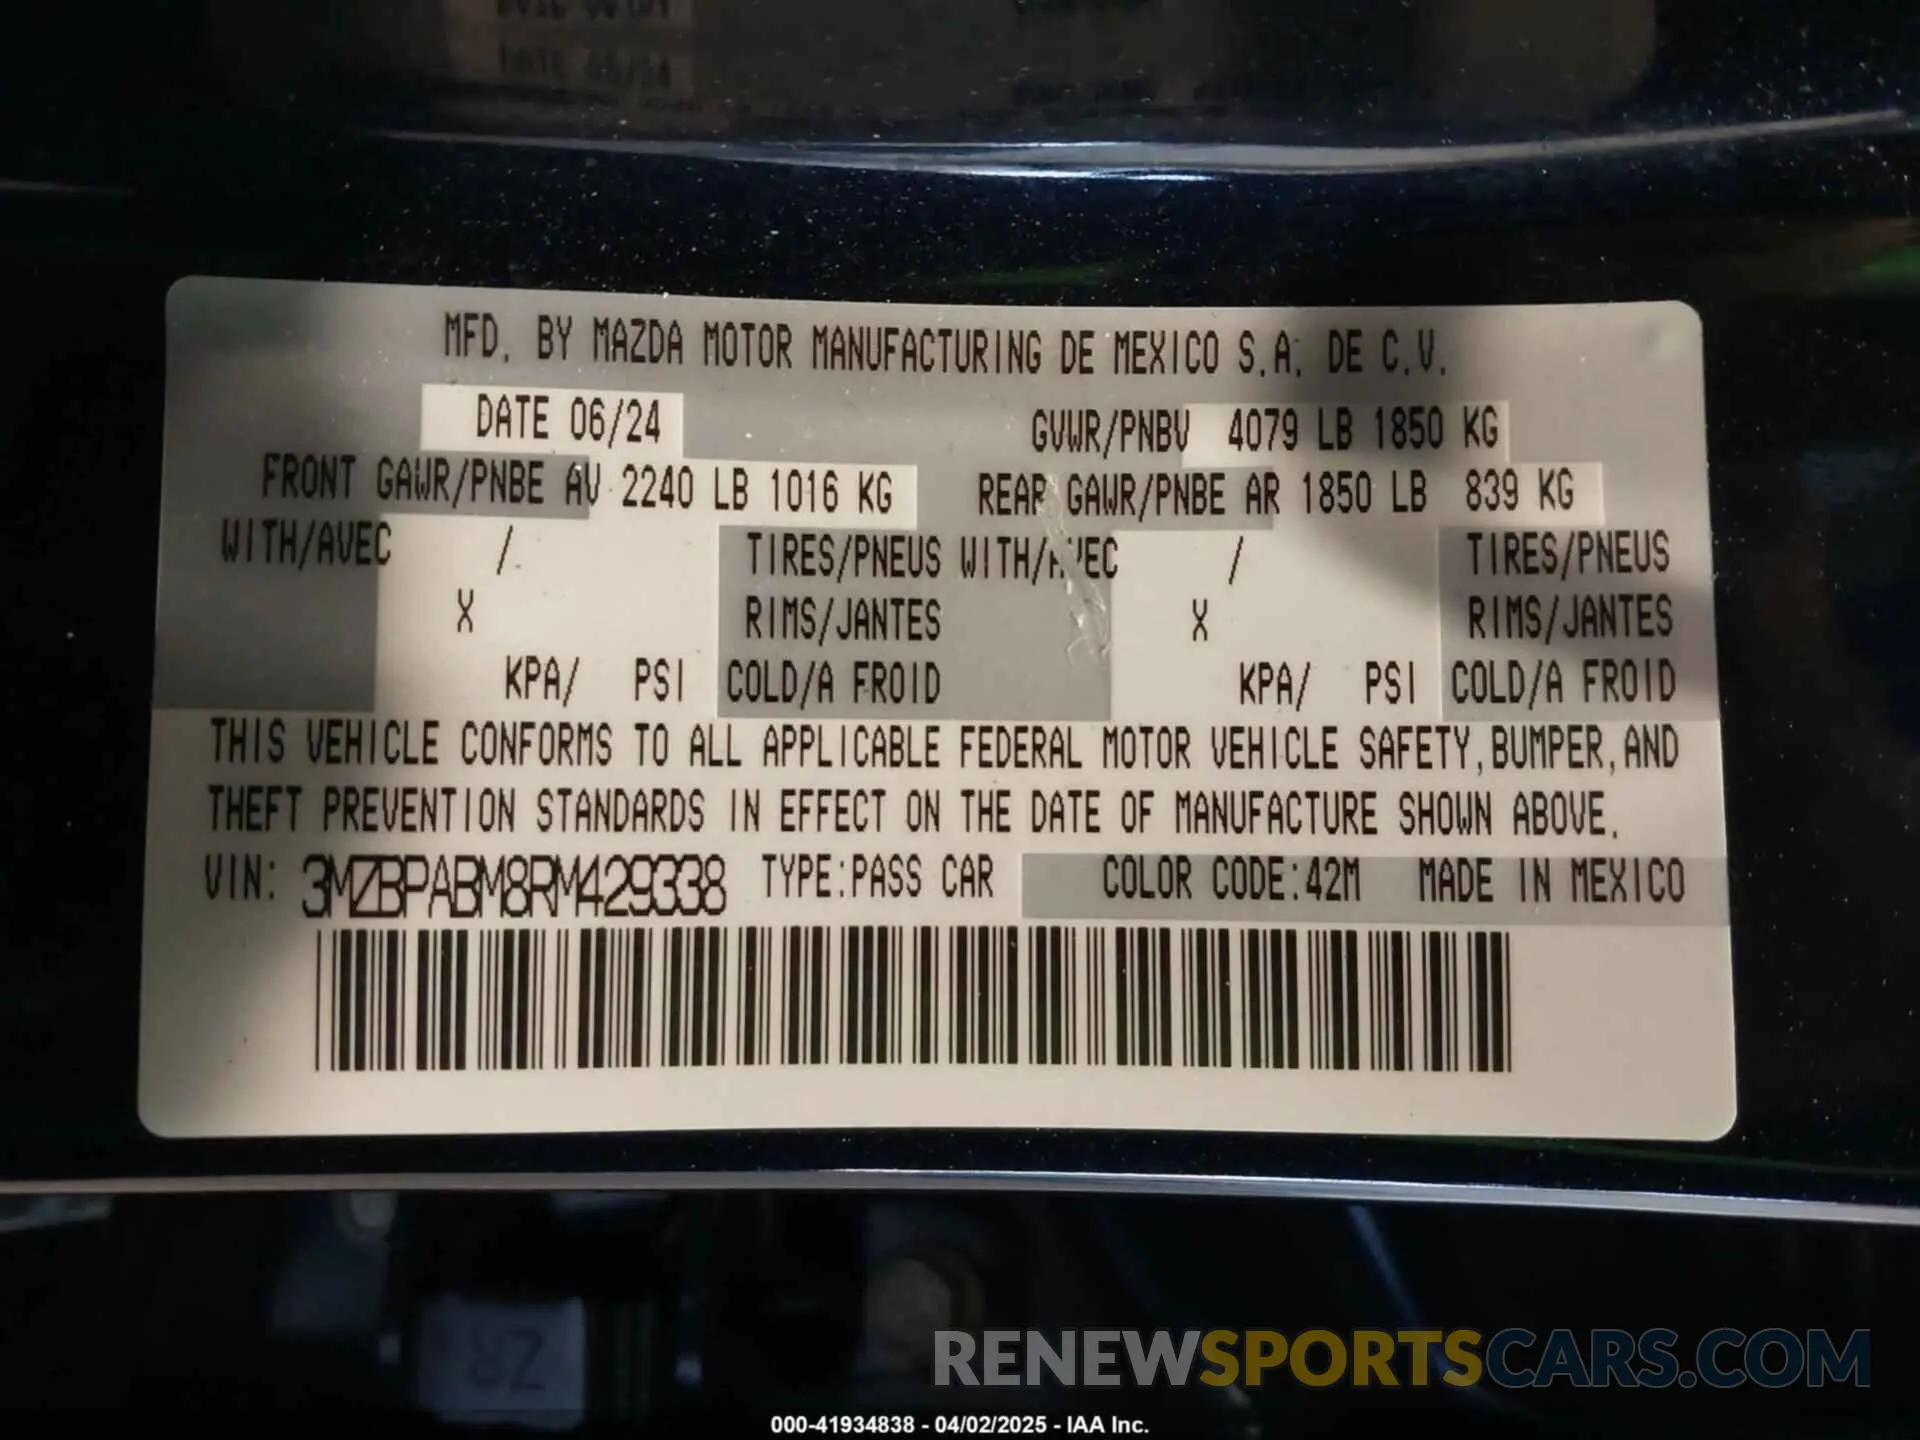 MFD. BY MAZDA MOTOR MANUFACTURING DE MEXICO S.A. DE C.V.
DATE 06/24 GVWR/PNBV 4079 LB 1850 KG
FRONT GAWR/PNBE AV 2240 LB 1016 KG REAR GAWR/PNBE AR 1850 LB 839 KG
WITH/AVEC / TIRES/PNEUS WITH/AVEC / TIRES/PNEUS
X RIMS/JANTES X RIMS/JANTES
KPA/ PSI COLD/A FROID KPA/ PSI COLD/A FROID
THIS VEHICLE CONFORMS TO ALL APPLICABLE FEDERAL MOTOR VEHICLE SAFETY, BUMPER, AND
THEFT PREVENTION STANDARDS IN EFFECT ON THE DATE OF MANUFACTURE SHOWN ABOVE.
VIN: 3MZBPABM8RM429338 TYPE:PASS CAR COLOR CODE:42M MADE IN MEXICO
RENEWSPORTSCARS.COM
000-41934838 - 04/02/2025 - IAA Inc.